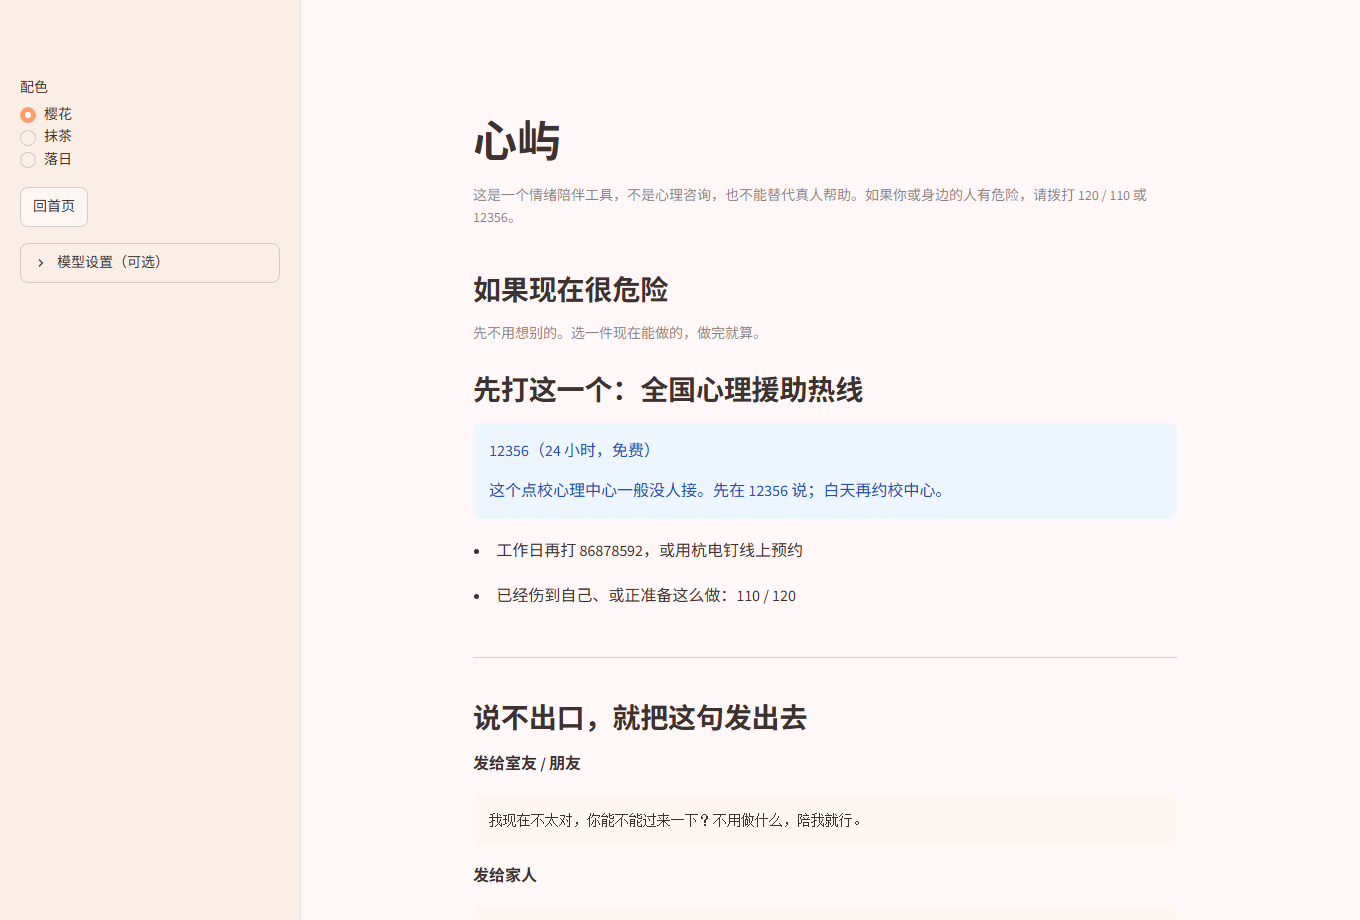 配色
樱花
抹茶
落日
回首页
模型设置（可选）
心屿
这是一个情绪陪伴工具，不是心理咨询，也不能替代真人帮助。如果你或身边的人有危险，请拨打 120 / 110 或
12356。
如果现在很危险
先不用想别的。选一件现在能做的，做完就算。
先打这一个：全国心理援助热线
12356（24 小时，免费）
这个点校心理中心一般没人接。先在 12356 说；白天再约校中心。
工作日再打 86878592，或用杭电钉线上预约
已经伤到自己、或正准备这么做：110 / 120
说不出口，就把这句发出去
发给室友 / 朋友
我现在不太对，你能不能过来一下？不用做什么，陪我就行。
发给家人